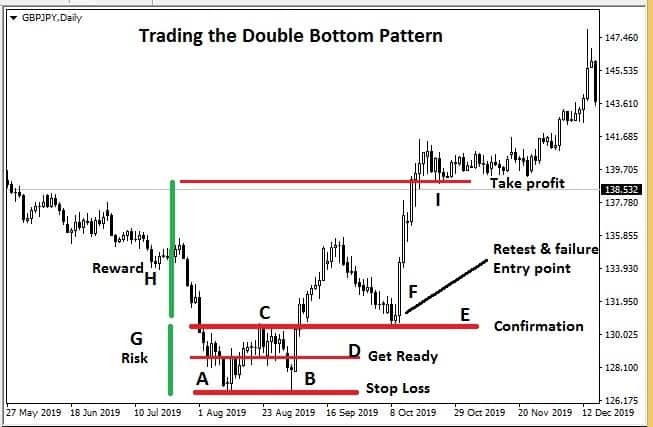 GBPJPY,Daily
Trading the Double Bottom Pattern
147.460
145.535
143.610
141.685
139.705
Take profit
138.532
I
137.780
Reward
H
135.855
Retest & failure
Entry point
133.930
F
131.950
C
E
Confirmation
130.025
G
Risk
D
Get Ready
128.100
A
B
Stop Loss
126.175
27 May 2019 18 Jun 2019 10 Jul 2019 1 Aug 2019 23 Aug 2019 16 Sep 2019 8 Oct 2019 29 Oct 2019 20 Nov 2019 12 Dec 2019